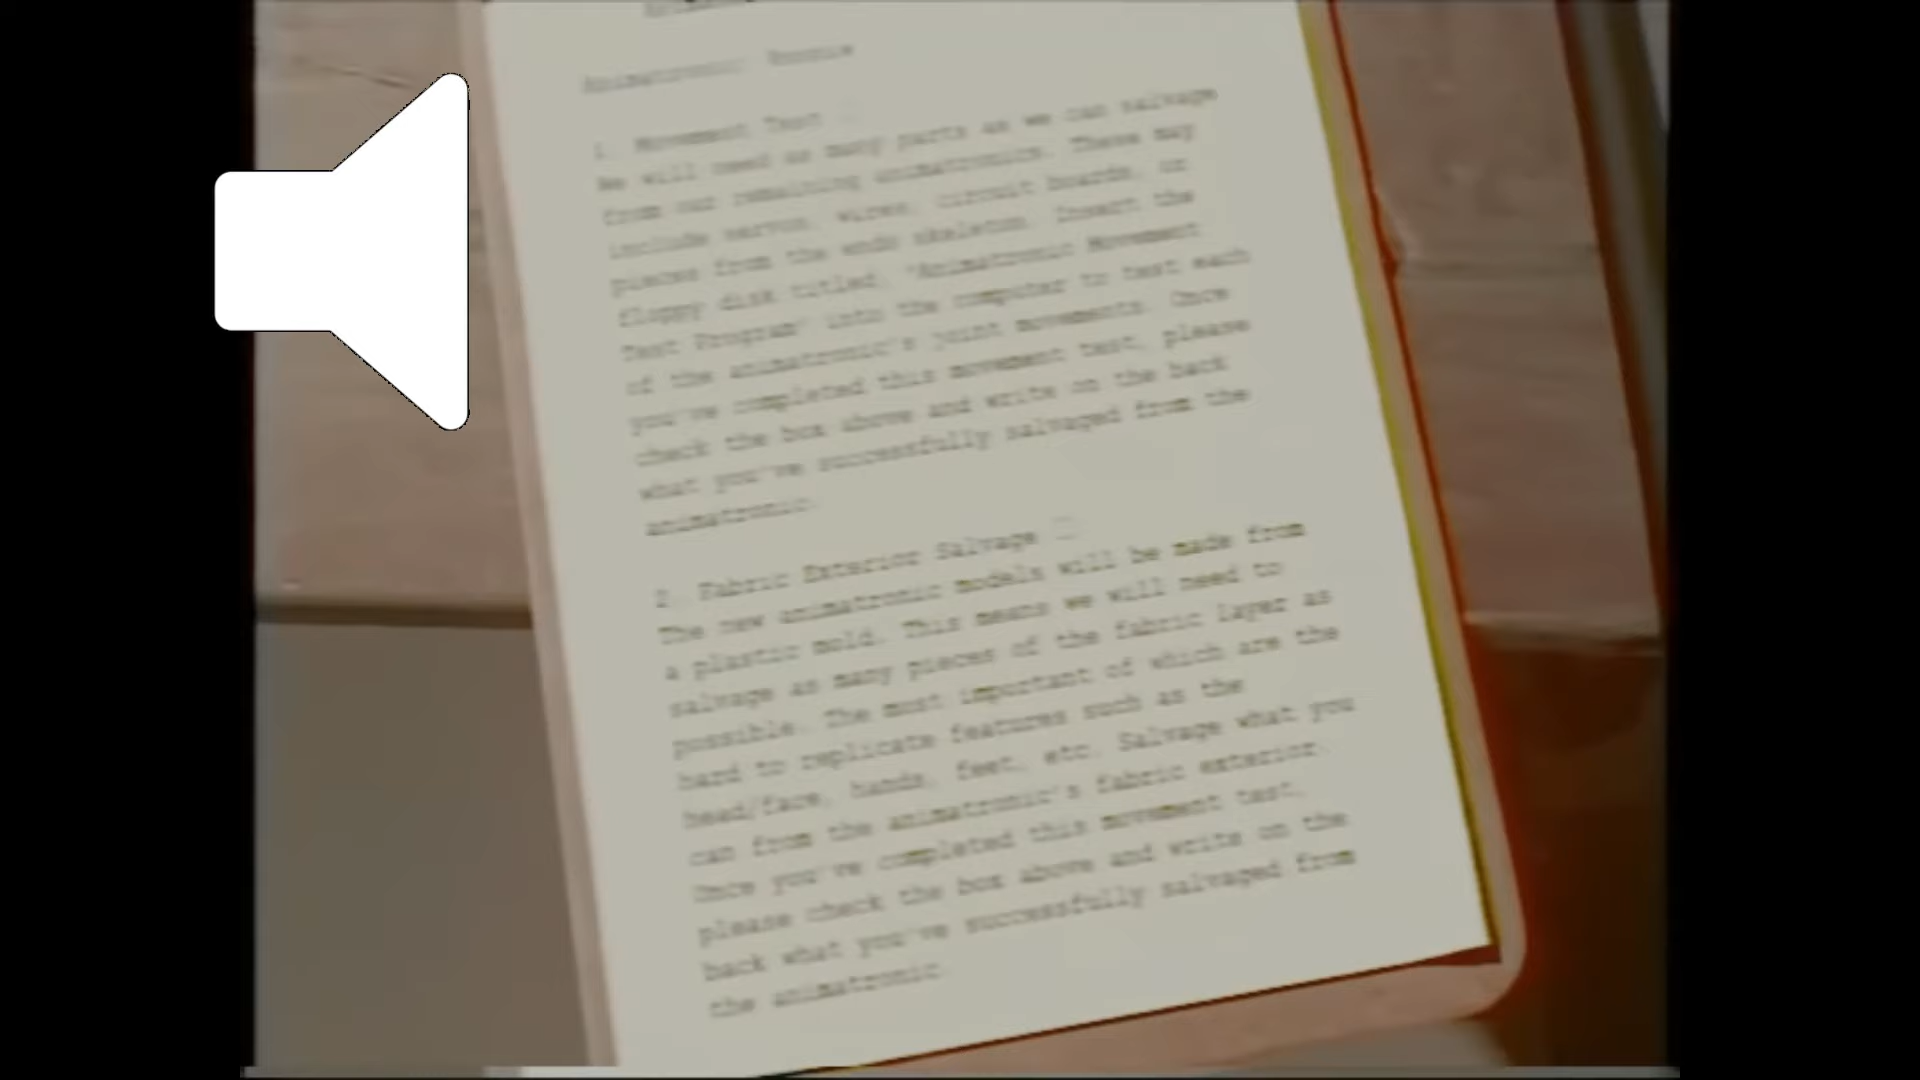 Animatronic: Bonnie
1. Movement Test
We will need as many parts as we can salvage
from our remaining animatronics. These may
include servos, wires, circuit boards, or
pieces from the endo skeleton. Insert the
floppy disk titled, "Animatronic Movement
Test Program" into the computer to test each
of the animatronic's joint movements. Once
you've completed this movement test, please
check the box above and write on the back
what you've successfully salvaged from the
animatronic.
2. Fabric Exterior Salvage
The new animatronic models will be made from
a plastic mold. This means we will need to
salvage as many pieces of the fabric layer as
possible. The most important of which are the
hard to replicate features such as the
head/face, hands, feet, etc. Salvage what you
can from the animatronic's fabric exterior.
Once you've completed this movement test,
please check the box above and write on the
back what you've successfully salvaged from
the animatronic.